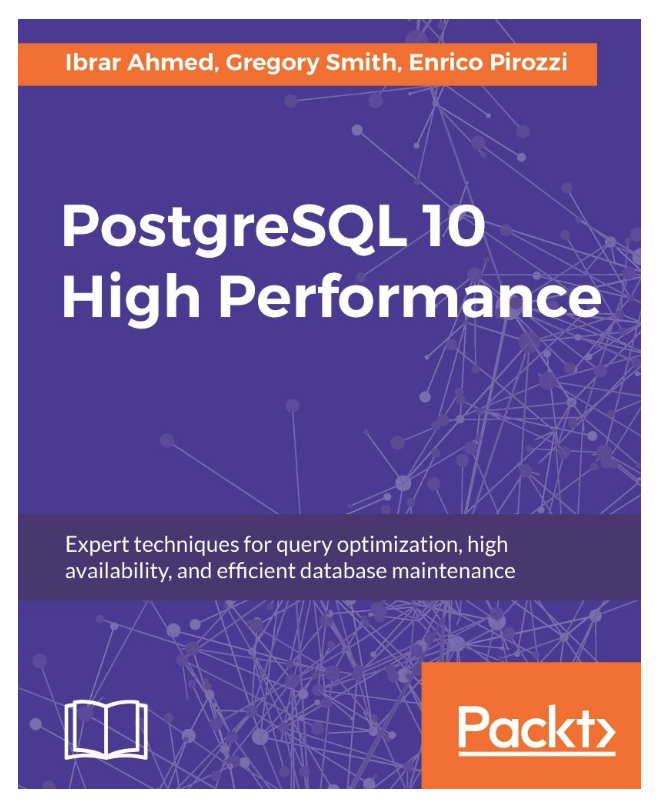 Ibrar Ahmed, Gregory Smith, Enrico Pirozzi
PostgreSQL 10
High Performance
Expert techniques for query optimization, high
availability, and efficient database maintenance
Packt>